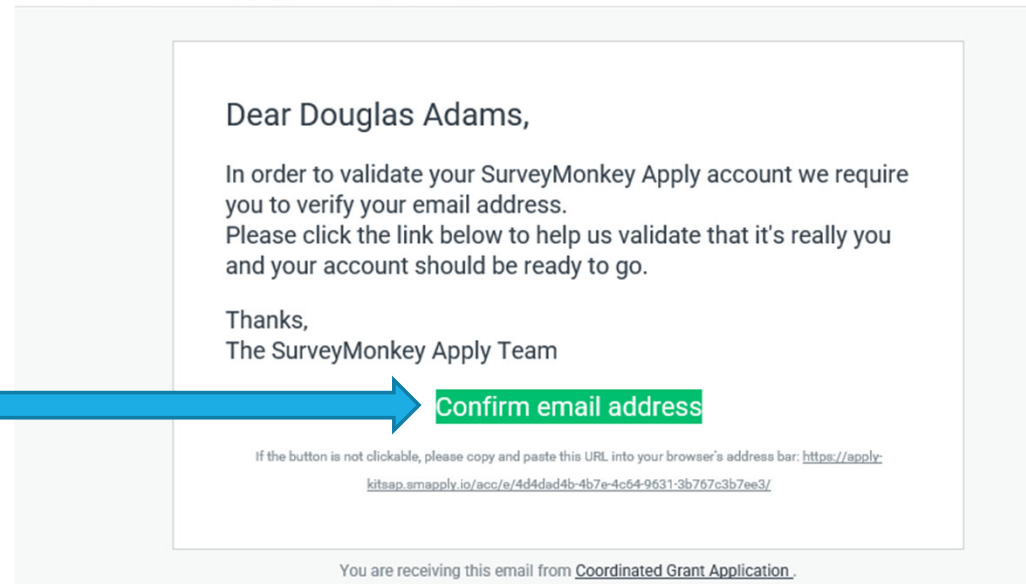 Dear Douglas Adams,
In order to validate your SurveyMonkey Apply account we require
you to verify your email address.
Please click the link below to help us validate that it's really you
and your account should be ready to go.
Thanks,
The SurveyMonkey Apply Team
Confirm email address
If the button is not clickable, please copy and paste this URL into your browser's address bar: https://apply-
kitsap.smapply.io/acc/e/4d4dad4b-4b7e-4c64-9631-3b767c3b7ee3/
You are receiving this email from Coordinated Grant Application .